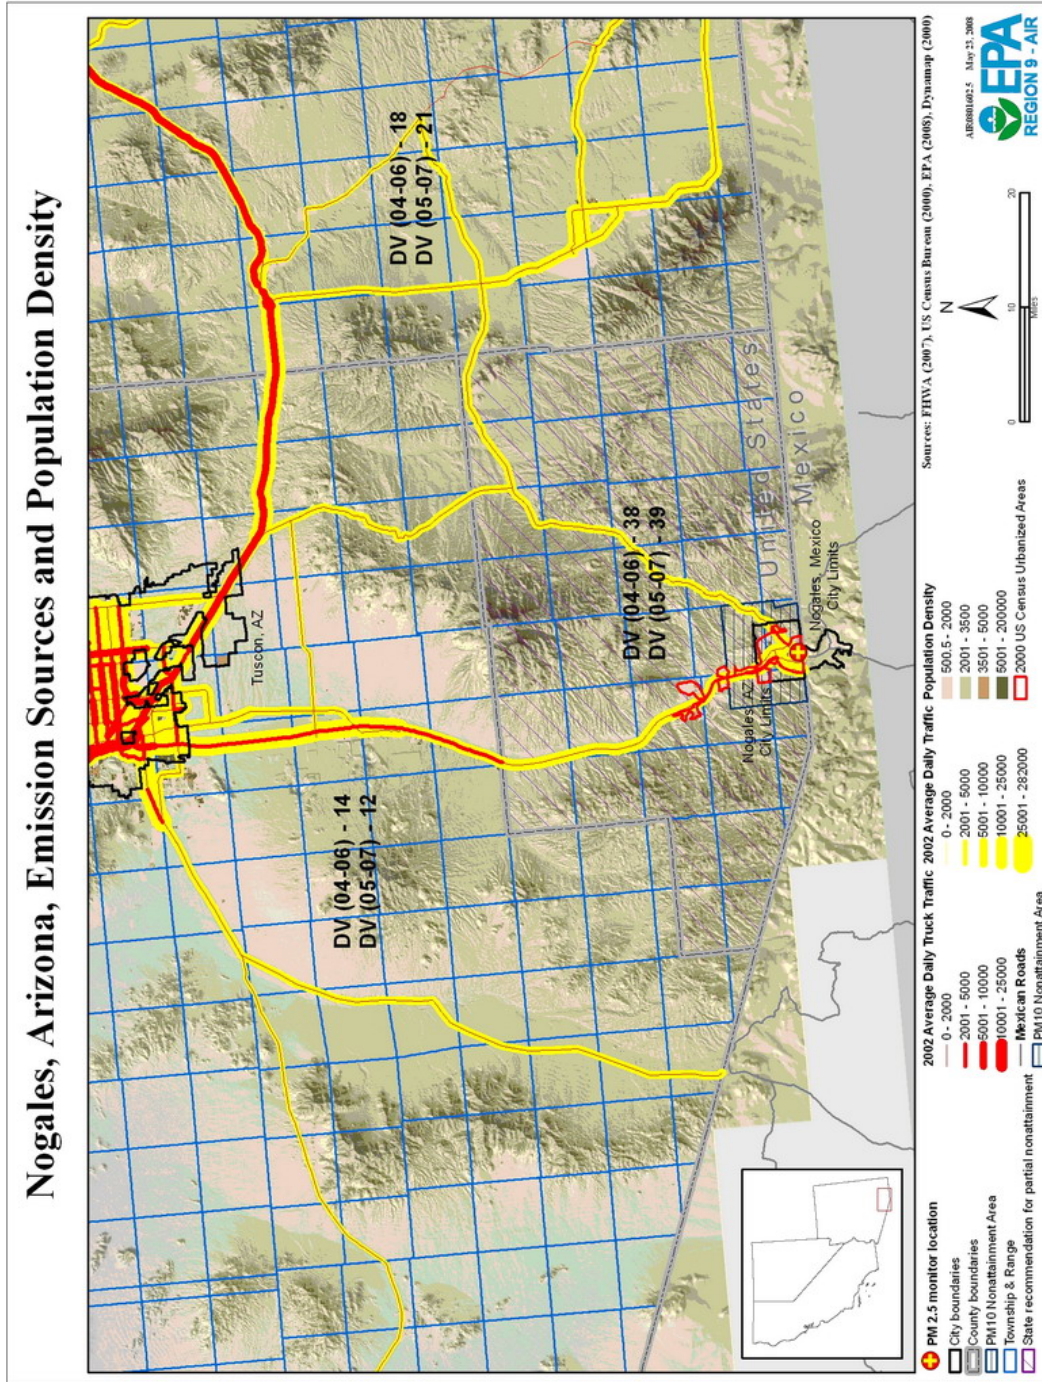 Nogales, Arizona, Emission Sources and Population Density
Tuscon, AZ
DV (04-06) - 14
DV (05-07) - 12
DV (04-06) - 18
DV (05-07) - 21
DV (04-06) - 38
DV (05-07) - 39
United States
Mexico
Nogales, AZ
City Limits
Nogales, Mexico
City Limits
Sources: FHWA (2007), US Census Bureau (2000), EPA (2008), Dynamap (2000)
PM 2.5 monitor location
City boundaries
County boundaries
PM10 Nonattainment Area
Township & Range
State recommendation for partial nonattainment
2002 Average Daily Truck Traffic
0 - 2000
2001 - 5000
5001 - 10000
10001 - 25000
Mexican Roads
PM10 Nonattainment Area
2002 Average Daily Traffic
0 - 2000
2001 - 5000
5001 - 10000
10001 - 25000
25001 - 282000
Population Density
500.5 - 2000
2001 - 3500
3501 - 5000
5001 - 200000
2000 US Census Urbanized Areas
N
0 10 20
Miles
May 23, 2008
EPA
REGION 9 - AIR